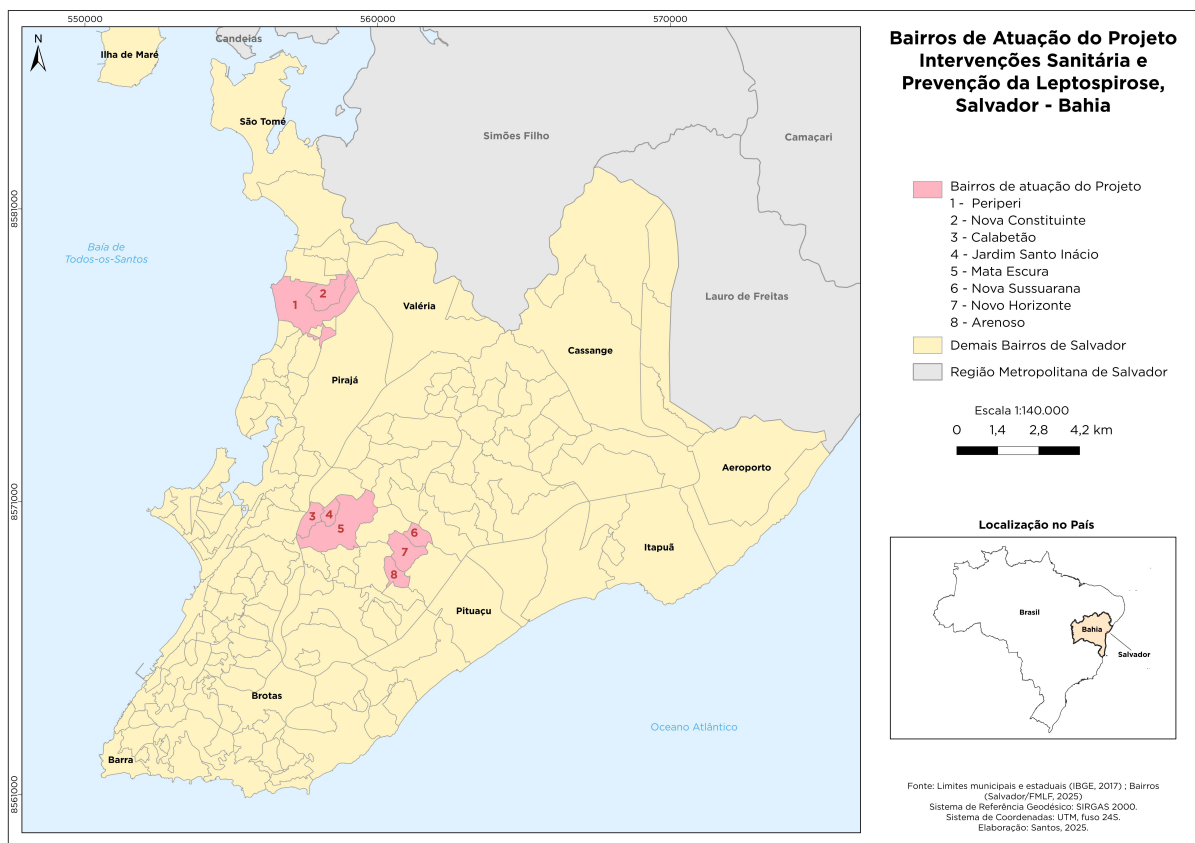 550000
560000
570000
8581000
8571000
8561000
N
Ilha de Maré
Candeias
São Tomé
Simões Filho
Camaçari
Baía de
Todos-os-Santos
1
2
Valéria
Lauro de Freitas
Cassange
Pirajá
Aeroporto
3
4
5
6
7
8
Itapuã
Pituaçu
Brotas
Oceano Atlântico
Barra
Bairros de Atuação do Projeto
Intervenções Sanitária e
Prevenção da Leptospirose,
Salvador - Bahia
Bairros de atuação do Projeto
1 - Periperi
2 - Nova Constituinte
3 - Calabetão
4 - Jardim Santo Inácio
5 - Mata Escura
6 - Nova Sussuarana
7 - Novo Horizonte
8 - Arenoso
Demais Bairros de Salvador
Região Metropolitana de Salvador
Escala 1:140.000
0 1,4 2,8 4,2 km
Localização no País
Brasil
Bahia
Salvador
Fonte: Limites municipais e estaduais (IBGE, 2017) ; Bairros
(Salvador/FMLF, 2025)
Sistema de Referência Geodésico: SIRGAS 2000.
Sistema de Coordenadas: UTM, fuso 24S.
Elaboração: Santos, 2025.